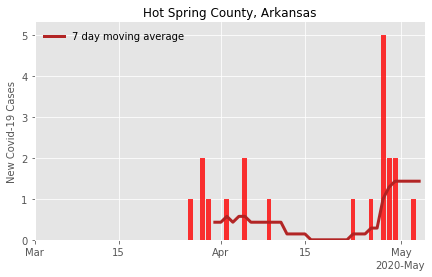 Hot Spring County, Arkansas
7 day moving average
New Covid-19 Cases
5
4
3
2
1
0
Mar 15 Apr 15 May
2020-May